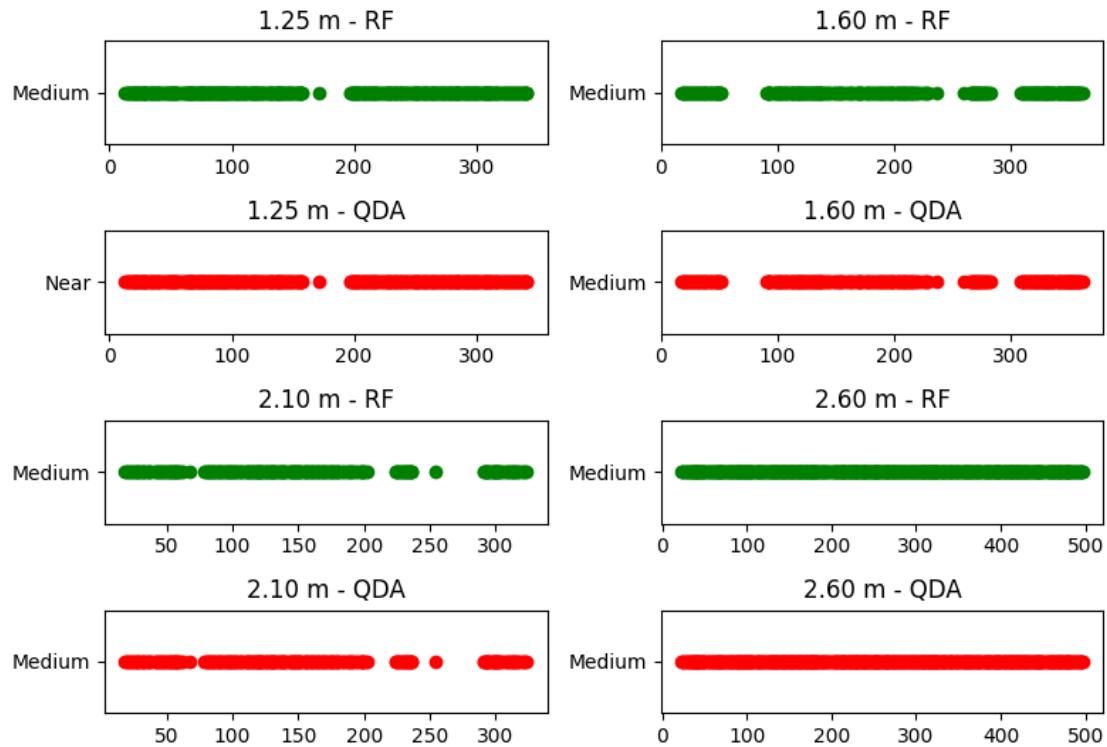 1.25 m - RF
1.60 m - RF
Medium
Medium
0 100 200 300
0 100 200 300
1.25 m - QDA
1.60 m - QDA
Near
Medium
0 100 200 300
0 100 200 300
2.10 m - RF
2.60 m - RF
Medium
Medium
50 100 150 200 250 300
0 100 200 300 400 500
2.10 m - QDA
2.60 m - QDA
Medium
Medium
50 100 150 200 250 300
0 100 200 300 400 500